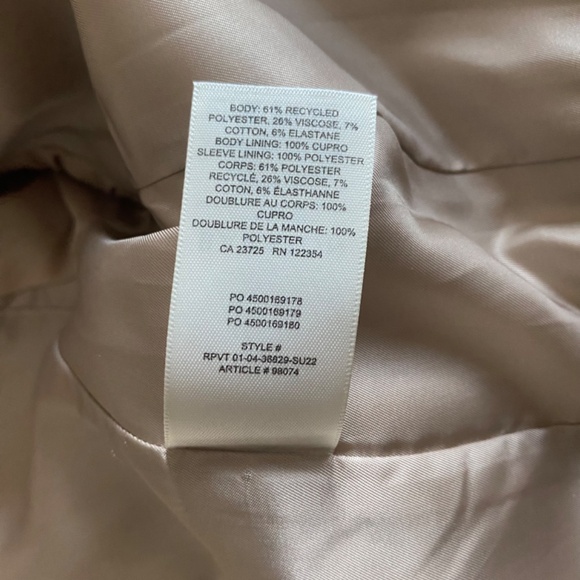 BODY: 61% RECYCLED
POLYESTER, 26% VISCOSE, 7%
COTTON, 6% ELASTANE
BODY LINING: 100% CUPRO
SLEEVE LINING: 100% POLYESTER
CORPS: 61% POLYESTER
RECYCLÉ, 26% VISCOSE, 7%
COTON, 6% ÉLASTHANNE
DOUBLURE AU CORPS: 100%
CUPRO
DOUBLURE DE LA MANCHE: 100%
POLYESTER
CA 23725 RN 122354
PO 4500169178
PO 4500169179
PO 4500169180
STYLE #
RPVT 01-04-36829-SU22
ARTICLE # 98074